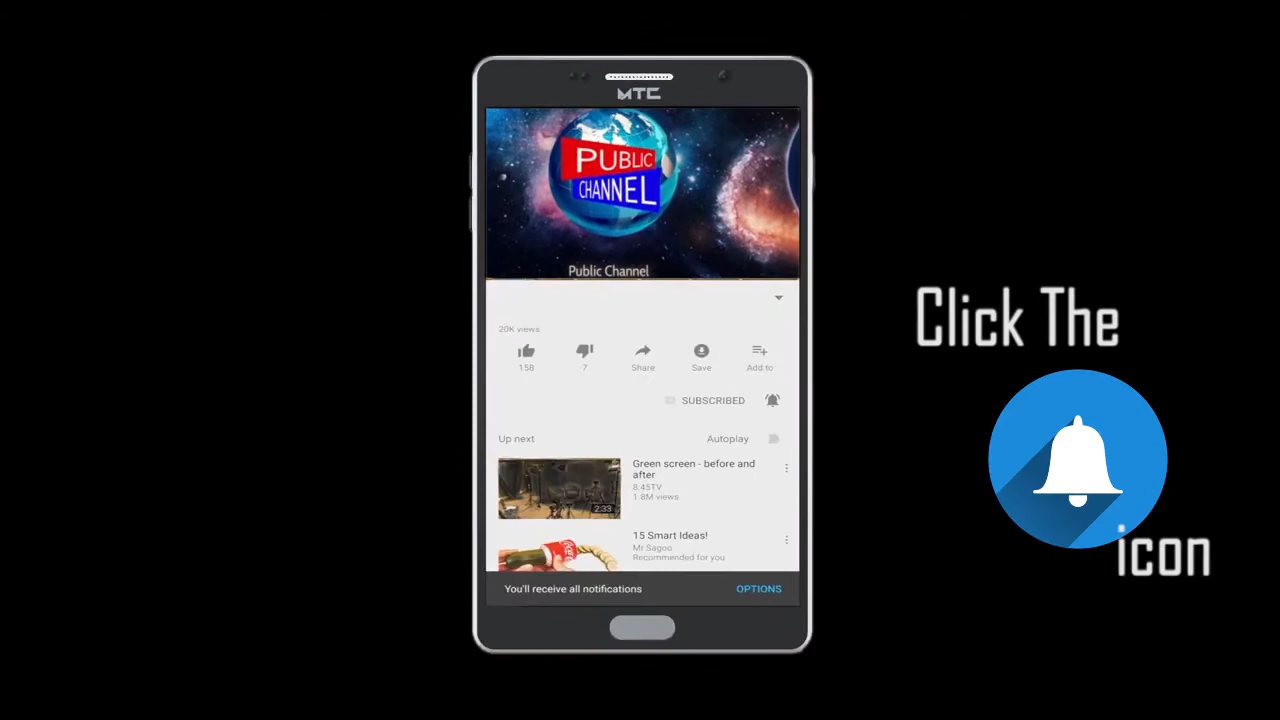 MTC
PUBLIC
CHANNEL
Public Channel
20K views
158
7
Share
Save
Add to
SUBSCRIBED
Up next
Autoplay
Green screen - before and
after
8:45TV
1.8M views
2:33
15 Smart Ideas!
Mr Sagoo
Recommended for you
You'll receive all notifications
OPTIONS
Click The
icon